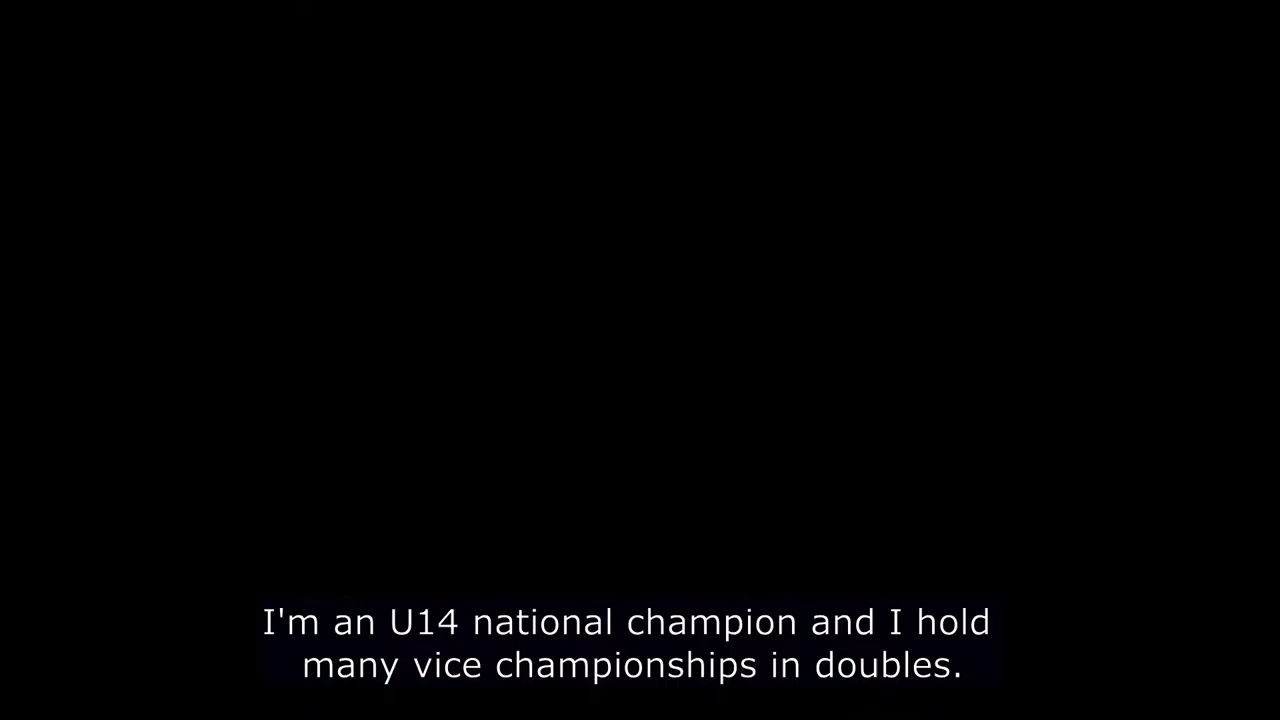 I'm an U14 national champion and I hold
many vice championships in doubles.